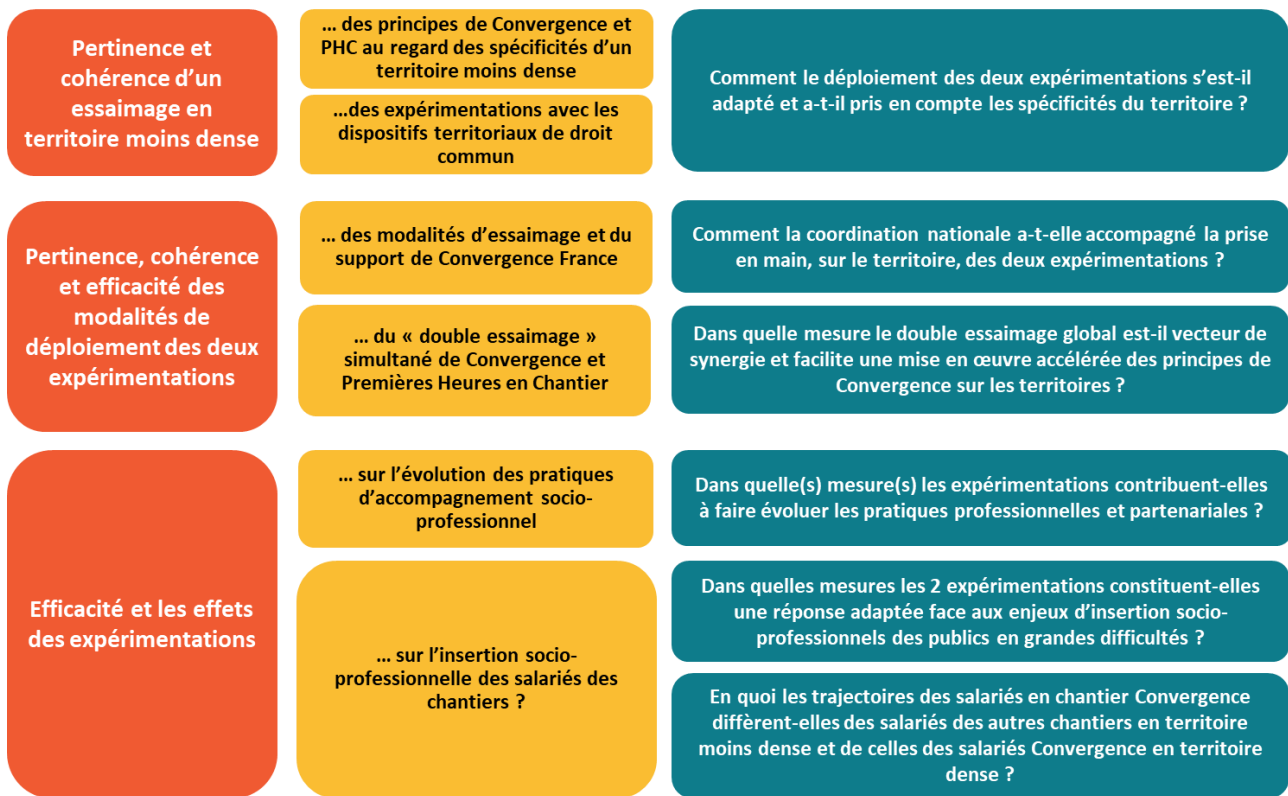 Pertinence et
cohérence d'un
essaimage en
territoire moins dense
... des principes de Convergence et
PHC au regard des spécificités d'un
territoire moins dense
...des expérimentations avec les
dispositifs territoriaux de droit
commun
Comment le déploiement des deux expérimentations s'est-il
adapté et a-t-il pris en compte les spécificités du territoire ?
Pertinence, cohérence
et efficacité des
modalités de
déploiement des deux
expérimentations
... des modalités d'essaimage et du
support de Convergence France
Comment la coordination nationale a-t-elle accompagné la prise
en main, sur le territoire, des deux expérimentations ?
... du « double essaimage »
simultané de Convergence et
Premières Heures en Chantier
Dans quelle mesure le double essaimage global est-il vecteur de
synergie et facilite une mise en œuvre accélérée des principes de
Convergence sur les territoires ?
Efficacité et les effets
des expérimentations
... sur l'évolution des pratiques
d'accompagnement socio-
professionnel
Dans quelle(s) mesure(s) les expérimentations contribuent-elles
à faire évoluer les pratiques professionnelles et partenariales ?
... sur l'insertion socio-
professionnelle des salariés des
chantiers ?
Dans quelles mesures les 2 expérimentations constituent-elles
une réponse adaptée face aux enjeux d'insertion socio-
professionnels des publics en grandes difficultés ?
En quoi les trajectoires des salariés en chantier Convergence
diffèrent-elles des salariés des autres chantiers en territoire
moins dense et de celles des salariés Convergence en territoire
dense ?